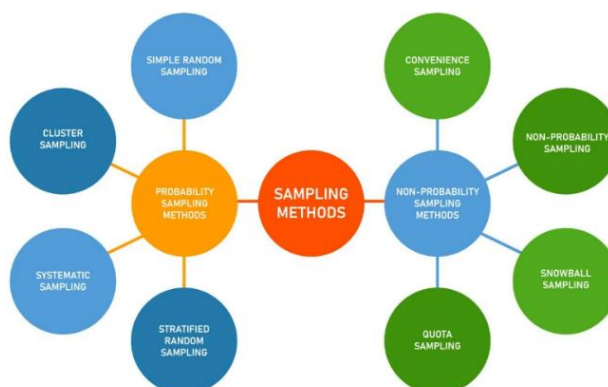 SIMPLE RANDOM
SAMPLING
CONVENIENCE
SAMPLING
CLUSTER
SAMPLING
NON-PROBABILITY
SAMPLING
PROBABILITY
SAMPLING
METHODS
SAMPLING
METHODS
NON-PROBABILITY
SAMPLING
METHODS
SYSTEMATIC
SAMPLING
SNOWBALL
SAMPLING
STRATIFIED
RANDOM
SAMPLING
QUOTA
SAMPLING